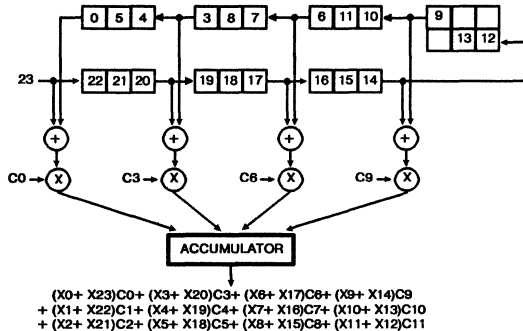 0 5 4 3 8 7 6 11 10 9
13 12
23 22 21 20 19 18 17 16 15 14
+ + + +
C0 X C3 X C6 X C9 X
ACCUMULATOR
(X0+ X23)C0+ (X3+ X20)C3+ (X6+ X17)C6+ (X9+ X14)C9
+ (X1+ X22)C1+ (X4+ X19)C4+ (X7+ X16)C7+ (X10+ X13)C10
+ (X2+ X21)C2+ (X5+ X18)C5+ (X8+ X15)C8+ (X11+ X12)C11